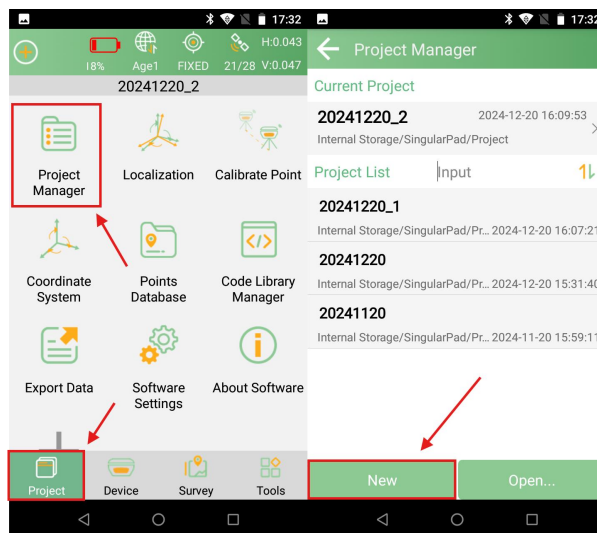 17:32
H:0.043
18% Age1 FIXED 21/28 V:0.047
20241220_2
Project Manager
Localization
Calibrate Point
Coordinate System
Points Database
Code Library Manager
Export Data
Software Settings
About Software
Project Device Survey Tools
17:32
Project Manager
Current Project
20241220_2 2024-12-20 16:09:53
Internal Storage/SingularPad/Project
Project List Input
20241220_1
Internal Storage/SingularPad/Pr... 2024-12-20 16:07:21
20241220
Internal Storage/SingularPad/Pr... 2024-12-20 15:31:40
20241120
Internal Storage/SingularPad/Pr... 2024-11-20 15:59:11
New Open...